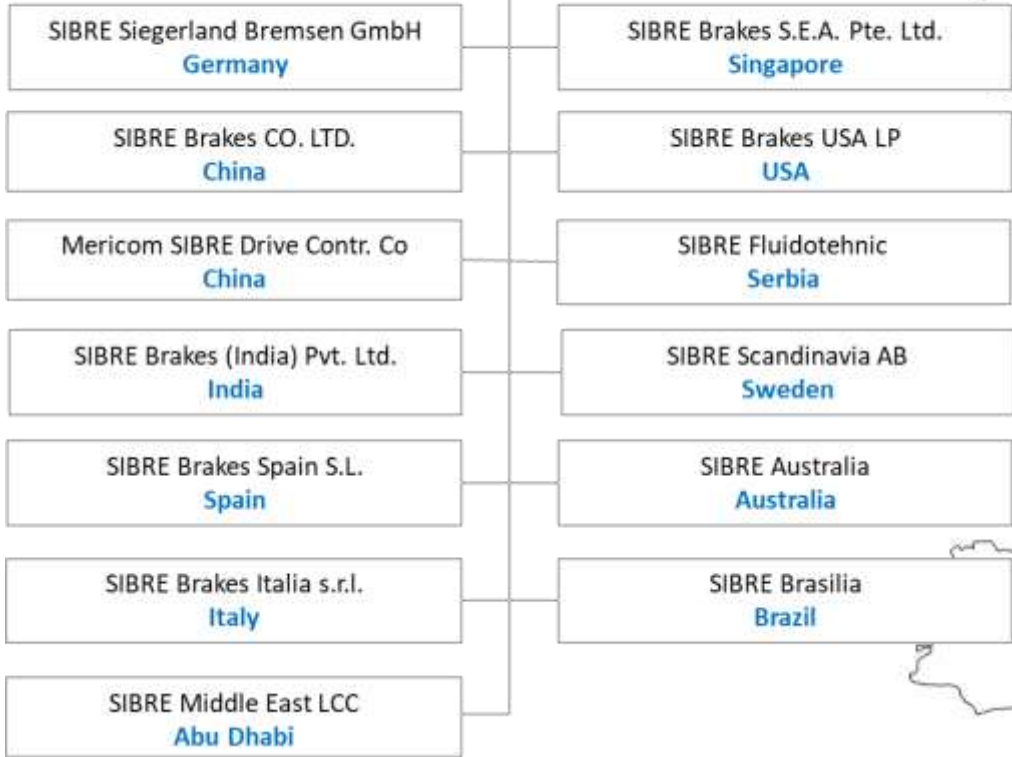 SIBRE Siegerland Bremsen GmbH
Germany
SIBRE Brakes S.E.A. Pte. Ltd.
Singapore
SIBRE Brakes CO. LTD.
China
SIBRE Brakes USA LP
USA
Mericom SIBRE Drive Contr. Co
China
SIBRE Fluidotehnic
Serbia
SIBRE Brakes (India) Pvt. Ltd.
India
SIBRE Scandinavia AB
Sweden
SIBRE Brakes Spain S.L.
Spain
SIBRE Australia
Australia
SIBRE Brakes Italia s.r.l.
Italy
SIBRE Brasilia
Brazil
SIBRE Middle East LCC
Abu Dhabi